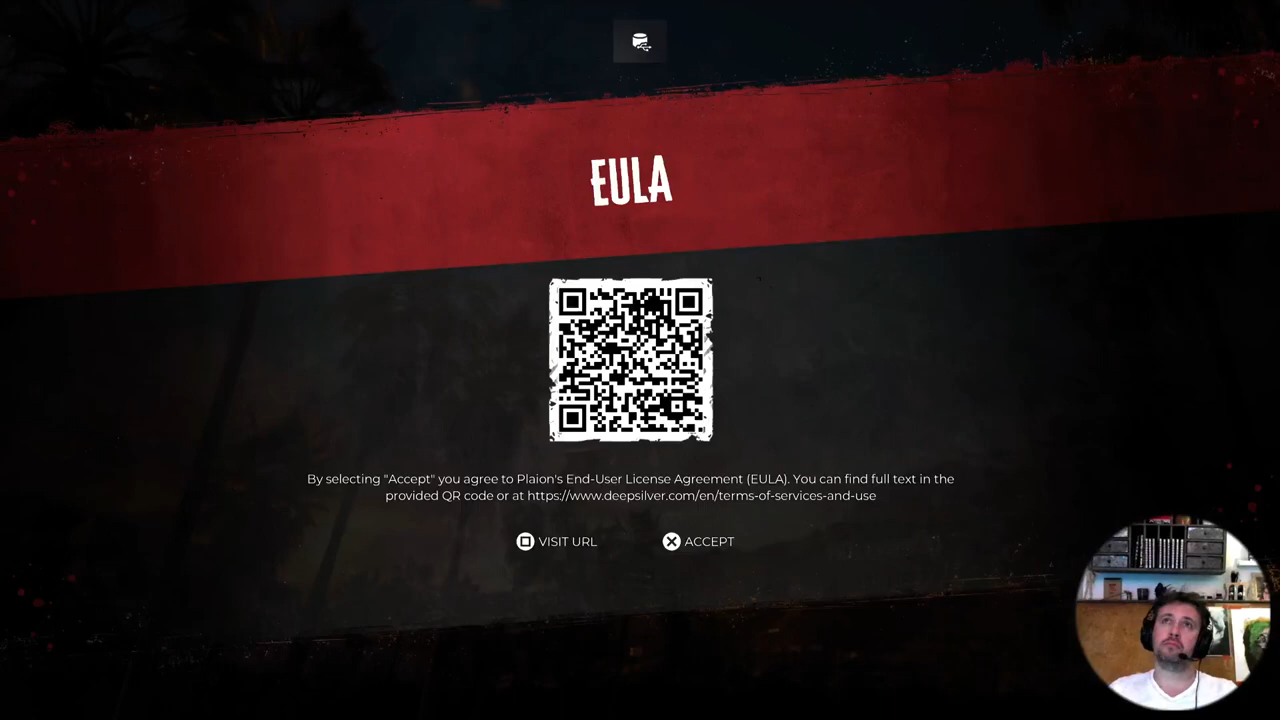 EULA
By selecting "Accept" you agree to Plaion's End-User License Agreement (EULA). You can find full text in the
provided QR code or at https://www.deepsilver.com/en/terms-of-services-and-use
VISIT URL ACCEPT